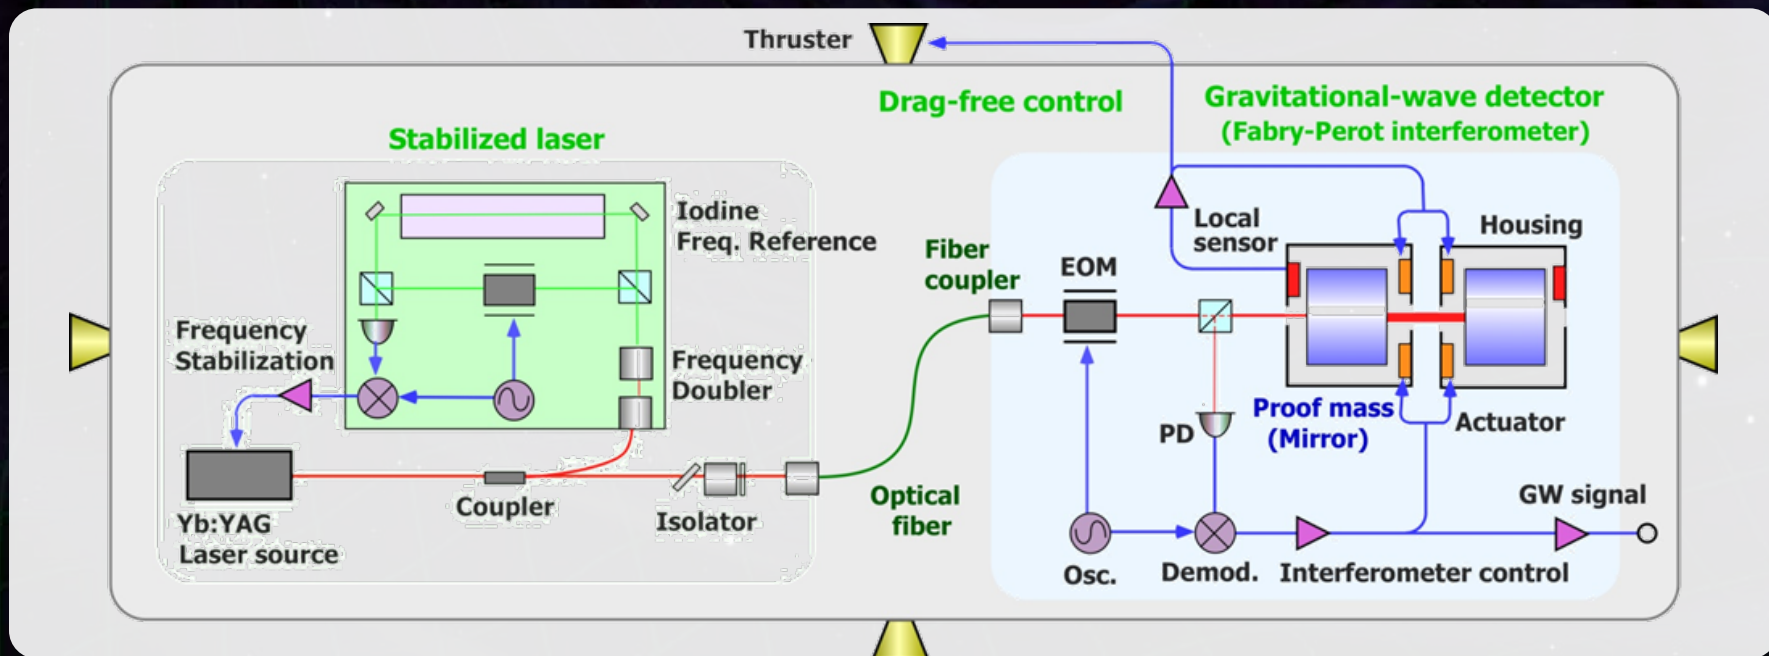 Thruster
Drag-free control
Gravitational-wave detector
(Fabry-Perot interferometer)
Stabilized laser
Iodine
Freq. Reference
Local
sensor
Housing
Fiber
coupler
EOM
Frequency
Stabilization
Frequency
Doubler
Proof mass
(Mirror)
Actuator
PD
Coupler
Isolator
Optical
fiber
GW signal
Yb:YAG
Laser source
Osc.
Demod.
Interferometer control